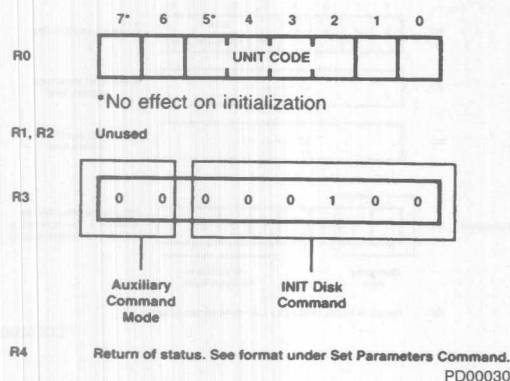 7* 6 5* 4 3 2 1 0
R0 UNIT CODE
*No effect on initialization
R1, R2 Unused
R3 0 0 0 0 0 1 0 0
Auxiliary Command Mode
INIT Disk Command
R4 Return of status. See format under Set Parameters Command.
PD00030